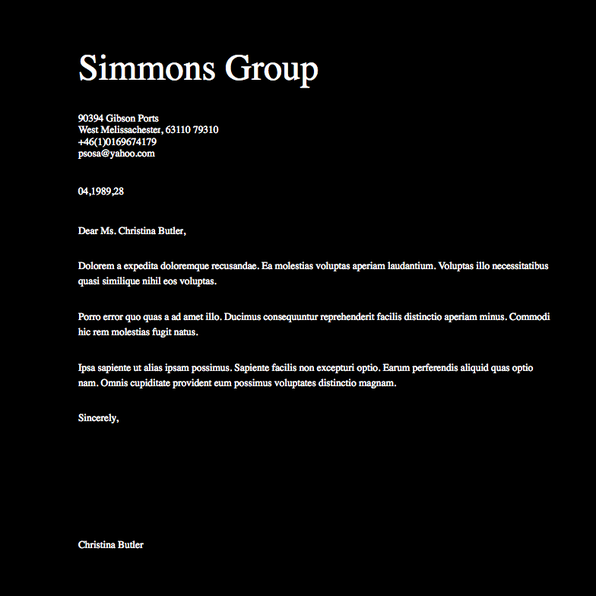 Simmons Group
90394 Gibson Ports
West Melissachester, 63110 79310
+46(1)0169674179
psosa@yahoo.com
04,1989,28
Dear Ms. Christina Butler,
Dolorem a expedita doloremque recusandae. Ea molestias voluptas aperiam laudantium. Voluptas illo necessitatibus
quasi similique nihil eos voluptas.
Porro error quo quas a ad amet illo. Ducimus consequuntur reprehenderit facilis distinctio aperiam minus. Commodi
hic rem molestias fugit natus.
Ipsa sapiente ut alias ipsam possimus. Sapiente facilis non excepturi optio. Earum perferendis aliquid quas optio
nam. Omnis cupiditate provident eum possimus voluptates distinctio magnam.
Sincerely,
Christina Butler